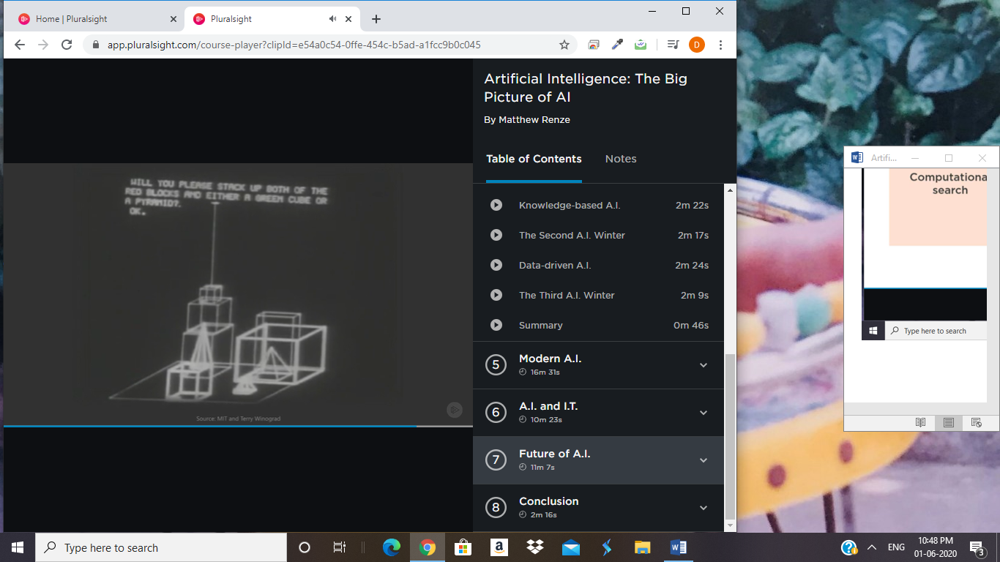 Home | Pluralsight
Pluralsight
app.pluralsight.com/course-player?clipId=e54a0c54-0ffe-454c-b5ad-a1fcc9b0c045
D
WILL YOU PLEASE STACK UP BOTH OF THE
RED BLOCKS AND EITHER A GREEN CUBE OR
A PYRAMID?.
OK.
Source: MIT and Terry Winograd
Artificial Intelligence: The Big
Picture of AI
By Matthew Renze
Table of Contents
Notes
Knowledge-based A.I. 2m 22s
The Second A.I. Winter 2m 17s
Data-driven A.I. 2m 24s
The Third A.I. Winter 2m 9s
Summary 0m 46s
5 Modern A.I.
16m 31s
6 A.I. and I.T.
10m 23s
7 Future of A.I.
11m 7s
8 Conclusion
2m 16s
Artifi...
Computationa
search
Type here to search
Type here to search
ENG
10:48 PM
01-06-2020
3